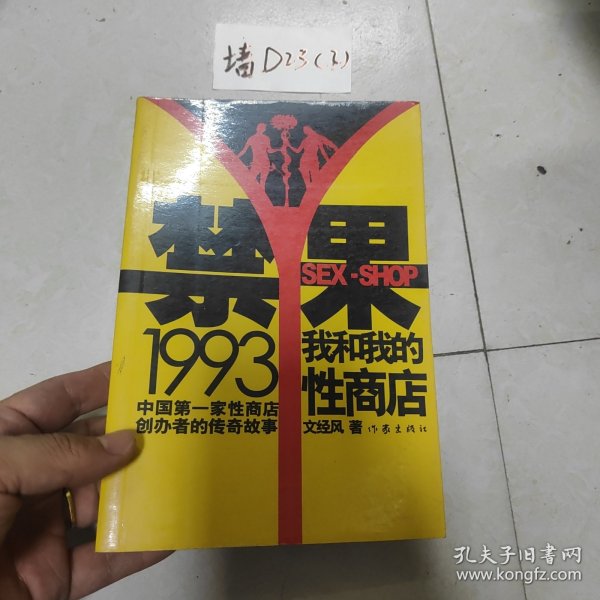 墙D23(3)
禁果
SEX-SHOP
1993
我和我的
性商店
中国第一家性商店
创办者的传奇故事
文经风 著 作家出版社
孔夫子旧书网
www.kongfz.com